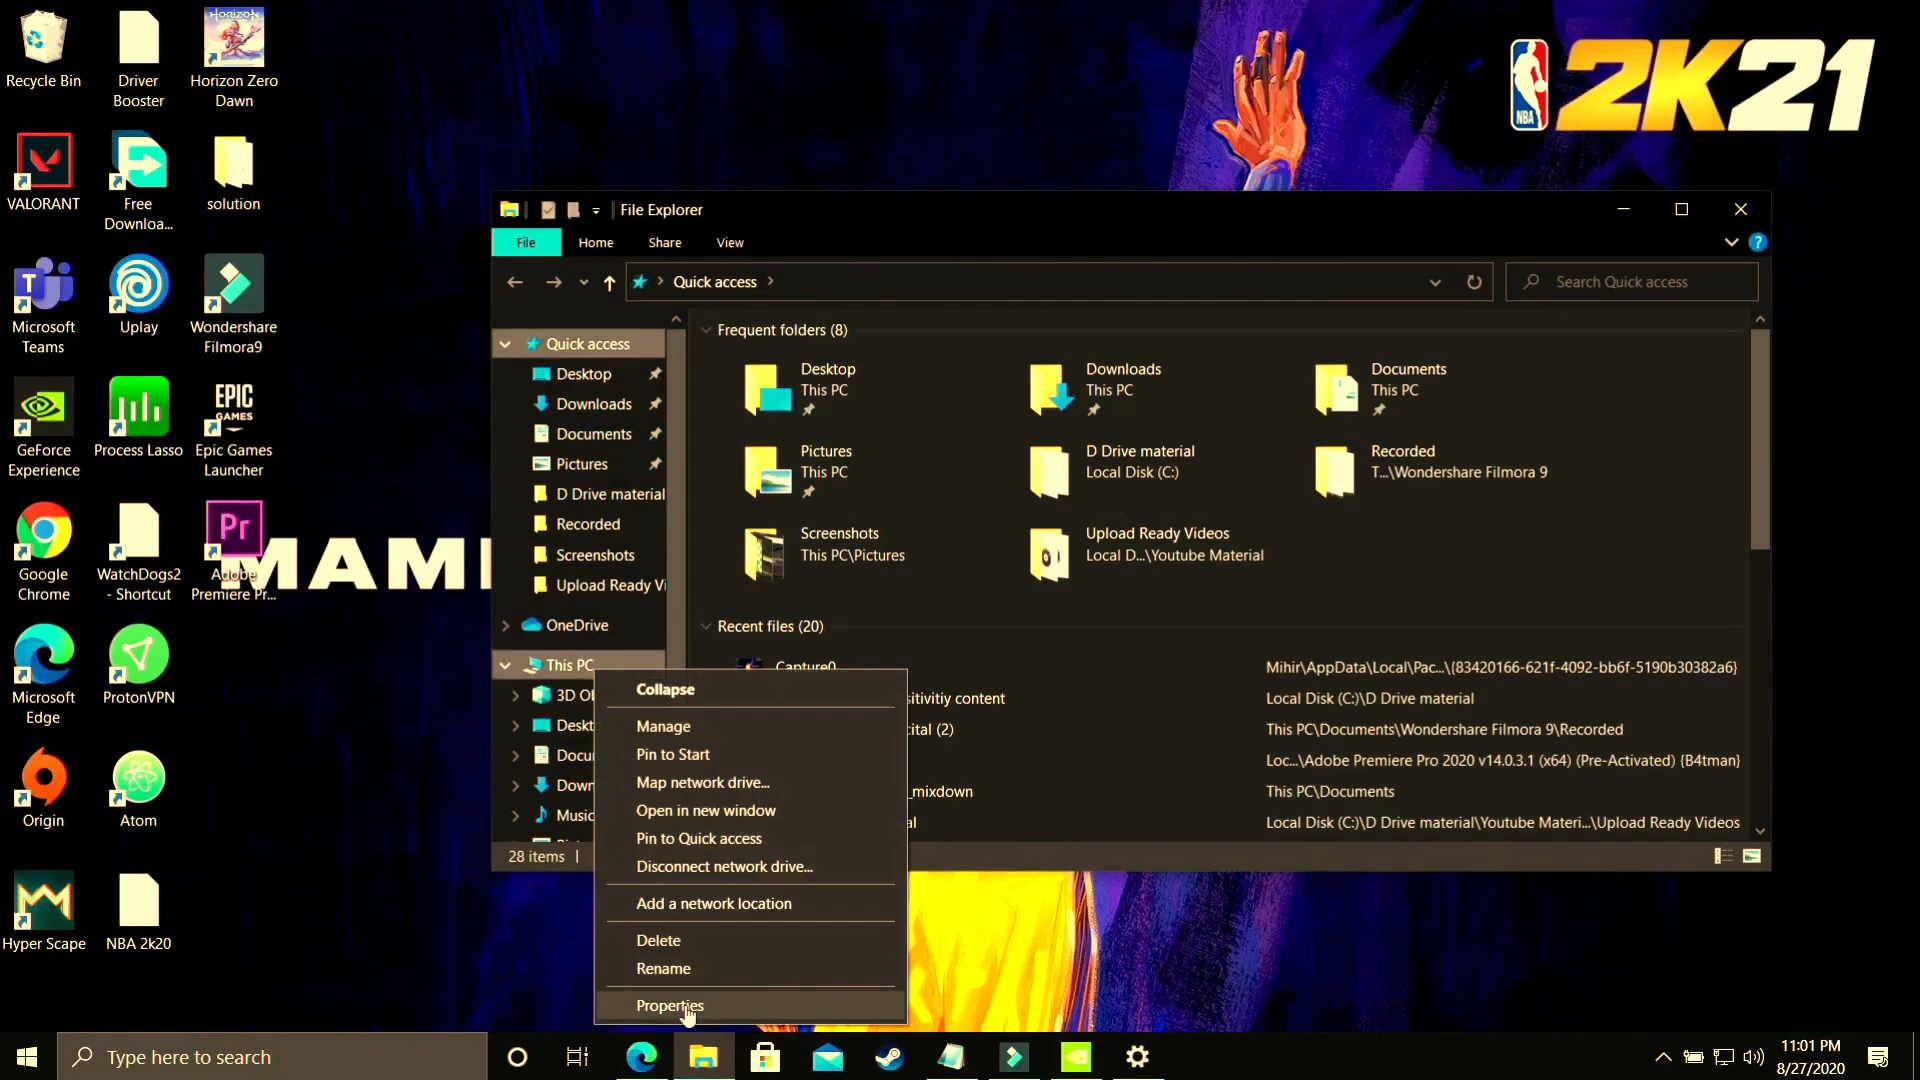 Recycle Bin
Driver
Booster
HORIZON
Horizon Zero
Dawn
VALORANT
Free
Downloa...
solution
Microsoft
Teams
Uplay
Wondershare
Filmora9
GeForce
Experience
Process Lasso
EPIC
GAMES
Epic Games
Launcher
Google
Chrome
WatchDogs2
- Shortcut
Pr
Adobe
Premiere Pr...
Microsoft
Edge
ProtonVPN
Origin
Atom
Hyper Scape
NBA 2k20
MAM
NBA
2K21
File Explorer
File
Home
Share
View
?
Quick access
Search Quick access
Quick access
Desktop
Downloads
Documents
Pictures
D Drive material
Recorded
Screenshots
Upload Ready Vi
OneDrive
This PC
3D O
Deskt
Docu
Down
Music
28 items
Frequent folders (8)
Desktop
This PC
Downloads
This PC
Documents
This PC
Pictures
This PC
D Drive material
Local Disk (C:)
Recorded
T...\Wondershare Filmora 9
Screenshots
This PC\Pictures
Upload Ready Videos
Local D...\Youtube Material
Recent files (20)
Capture0
Mihir\AppData\Local\Pac...\{83420166-621f-4092-bb6f-5190b30382a6}
sitivitiy content
Local Disk (C:)\D Drive material
ital (2)
This PC\Documents\Wondershare Filmora 9\Recorded
Loc...\Adobe Premiere Pro 2020 v14.0.3.1 (x64) (Pre-Activated) {B4tman}
_mixdown
This PC\Documents
al
Local Disk (C:)\D Drive material\Youtube Materi...\Upload Ready Videos
Collapse
Manage
Pin to Start
Map network drive...
Open in new window
Pin to Quick access
Disconnect network drive...
Add a network location
Delete
Rename
Properties
Type here to search
11:01 PM
8/27/2020